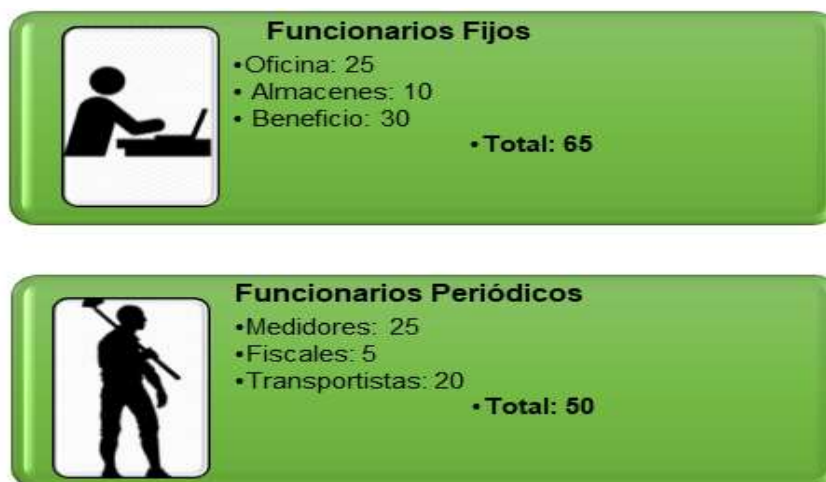 Funcionarios Fijos
•Oficina: 25
• Almacenes: 10
• Beneficio: 30
• Total: 65
Funcionarios Periódicos
•Medidores: 25
•Fiscales: 5
•Transportistas: 20
• Total: 50